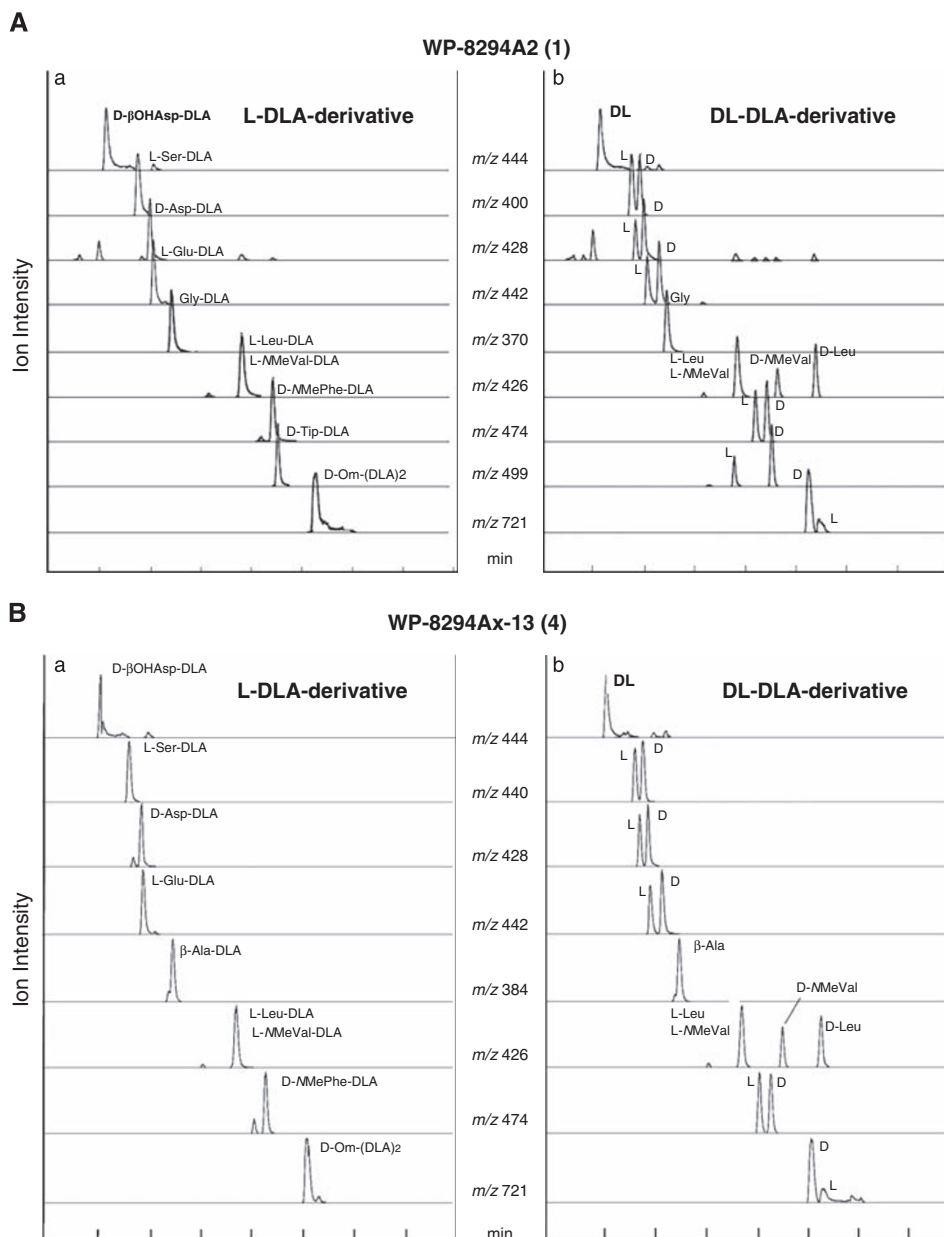 A
WP-8294A2 (1)
a
D-βOHAsp-DLA
L-DLA-derivative
L-Ser-DLA
D-Asp-DLA
L-Glu-DLA
Gly-DLA
L-Leu-DLA
L-NMeVal-DLA
D-NMePhe-DLA
D-Tip-DLA
D-Om-(DLA)2
Ion Intensity
m/z 444
m/z 400
m/z 428
m/z 442
m/z 370
m/z 426
m/z 474
m/z 499
m/z 721
min
b
DL
DL-DLA-derivative
L
D
L
D
L
D
Gly
L-Leu
L-NMeVal
D-NMeVal
D-Leu
L
D
L
D
D
L
B
WP-8294Ax-13 (4)
a
D-βOHAsp-DLA
L-DLA-derivative
L-Ser-DLA
D-Asp-DLA
L-Glu-DLA
β-Ala-DLA
L-Leu-DLA
L-NMeVal-DLA
D-NMePhe-DLA
D-Om-(DLA)2
Ion Intensity
m/z 444
m/z 440
m/z 428
m/z 442
m/z 384
m/z 426
m/z 474
m/z 721
min
b
DL
DL-DLA-derivative
L
D
L
D
L
D
β-Ala
D-NMeVal
L-Leu
L-NMeVal
D-Leu
L
D
D
L